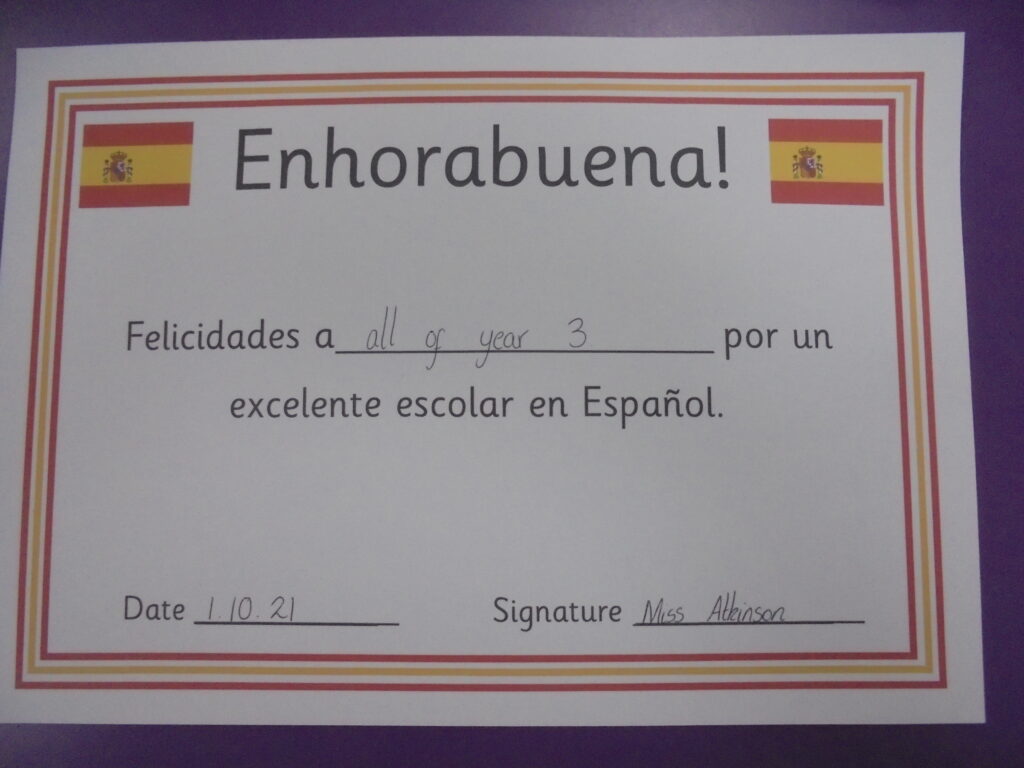 Enhorabuena!
Felicidades a all of year 3 por un
excelente escolar en Español.
Date 1.10.21 Signature Miss Atkinson